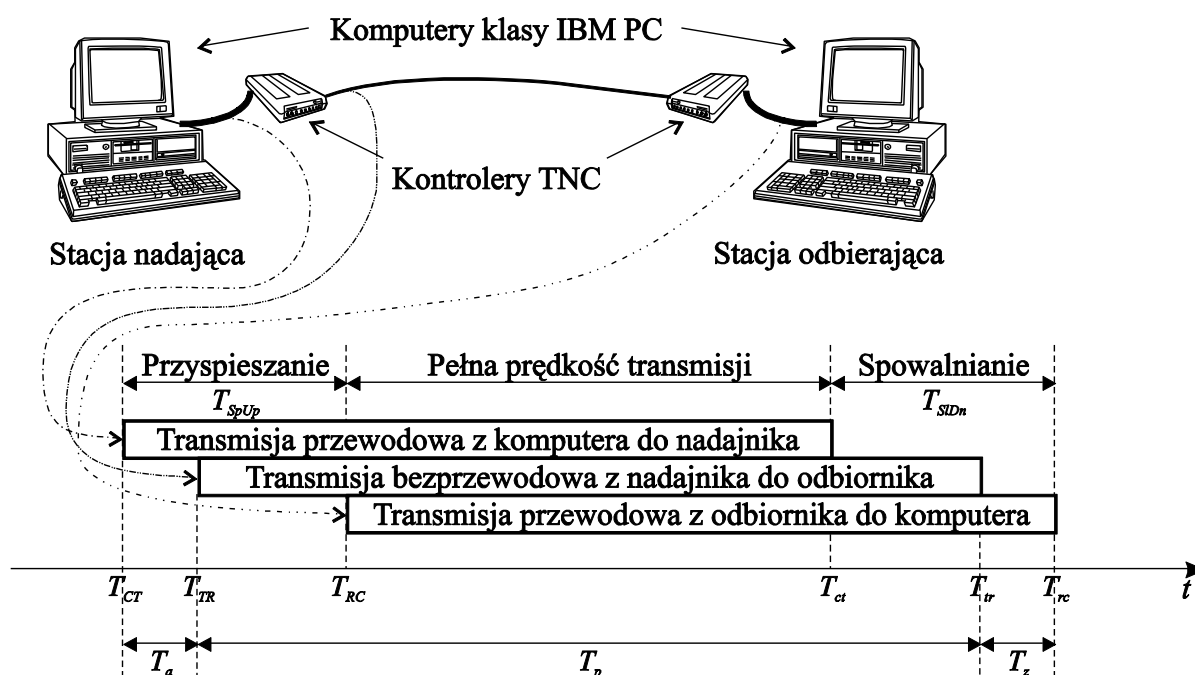 Komputery klasy IBM PC
Kontrolery TNC
Stacja nadająca
Stacja odbierająca
Przyspieszanie
Pełna prędkość transmisji
Spowalnianie
T_SpUp
T_SlDn
Transmisja przewodowa z komputera do nadajnika
Transmisja bezprzewodowa z nadajnika do odbiornika
Transmisja przewodowa z odbiornika do komputera
T_CT T_TR T_RC T_ct T_tr T_rc t
T_a T_p T_z